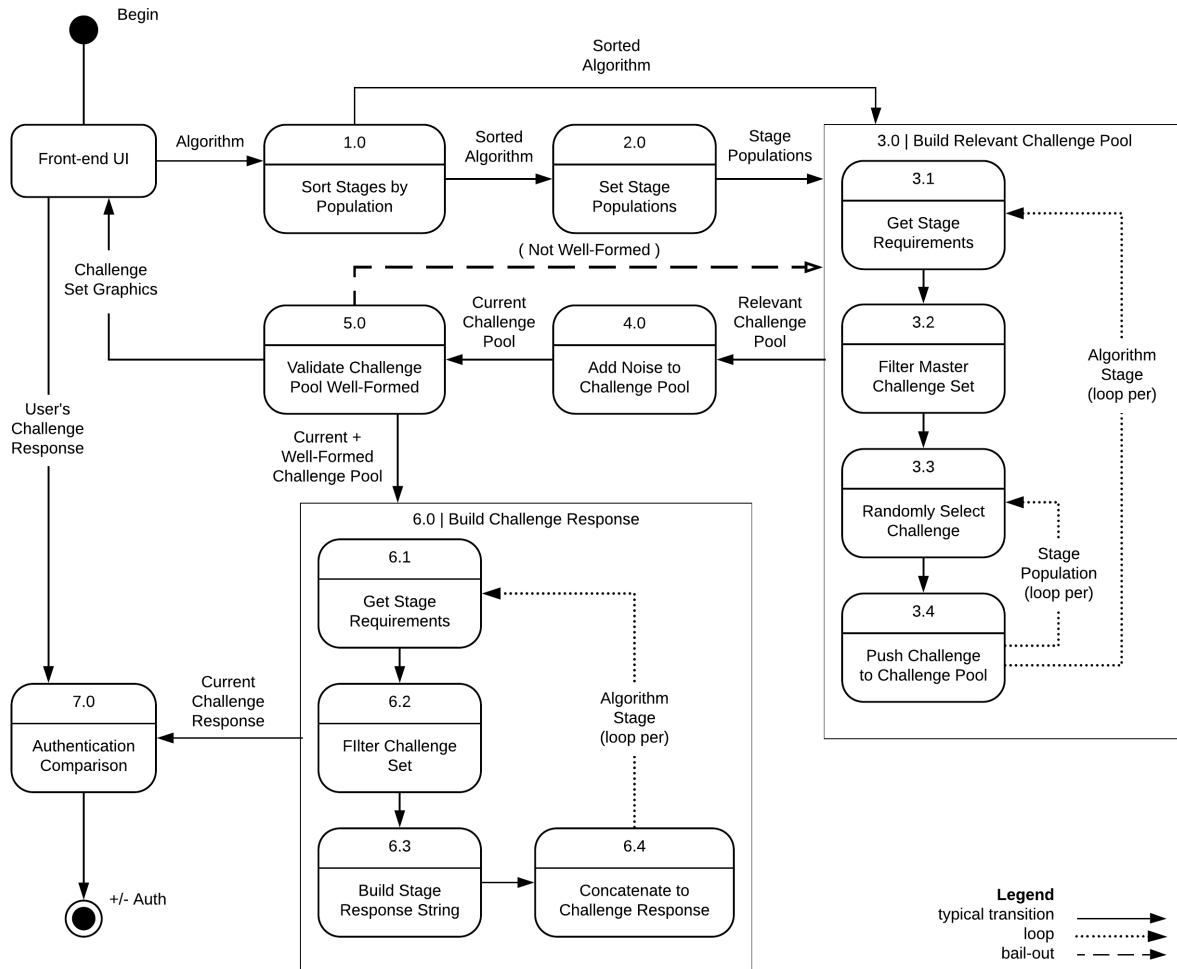 Begin
Sorted
Algorithm
Front-end UI
Algorithm
1.0
Sort Stages by
Population
Sorted
Algorithm
2.0
Set Stage
Populations
Stage
Populations
3.0 | Build Relevant Challenge Pool
3.1
Get Stage
Requirements
3.2
Filter Master
Challenge Set
3.3
Randomly Select
Challenge
3.4
Push Challenge
to Challenge Pool
Algorithm
Stage
(loop per)
Stage
Population
(loop per)
( Not Well-Formed )
Relevant
Challenge
Pool
4.0
Add Noise to
Challenge Pool
Current
Challenge
Pool
5.0
Validate Challenge
Pool Well-Formed
Challenge
Set Graphics
User's
Challenge
Response
Current +
Well-Formed
Challenge Pool
6.0 | Build Challenge Response
6.1
Get Stage
Requirements
6.2
FIlter Challenge
Set
6.3
Build Stage
Response String
6.4
Concatenate to
Challenge Response
Algorithm
Stage
(loop per)
Current
Challenge
Response
7.0
Authentication
Comparison
+/- Auth
Legend
typical transition
loop
bail-out